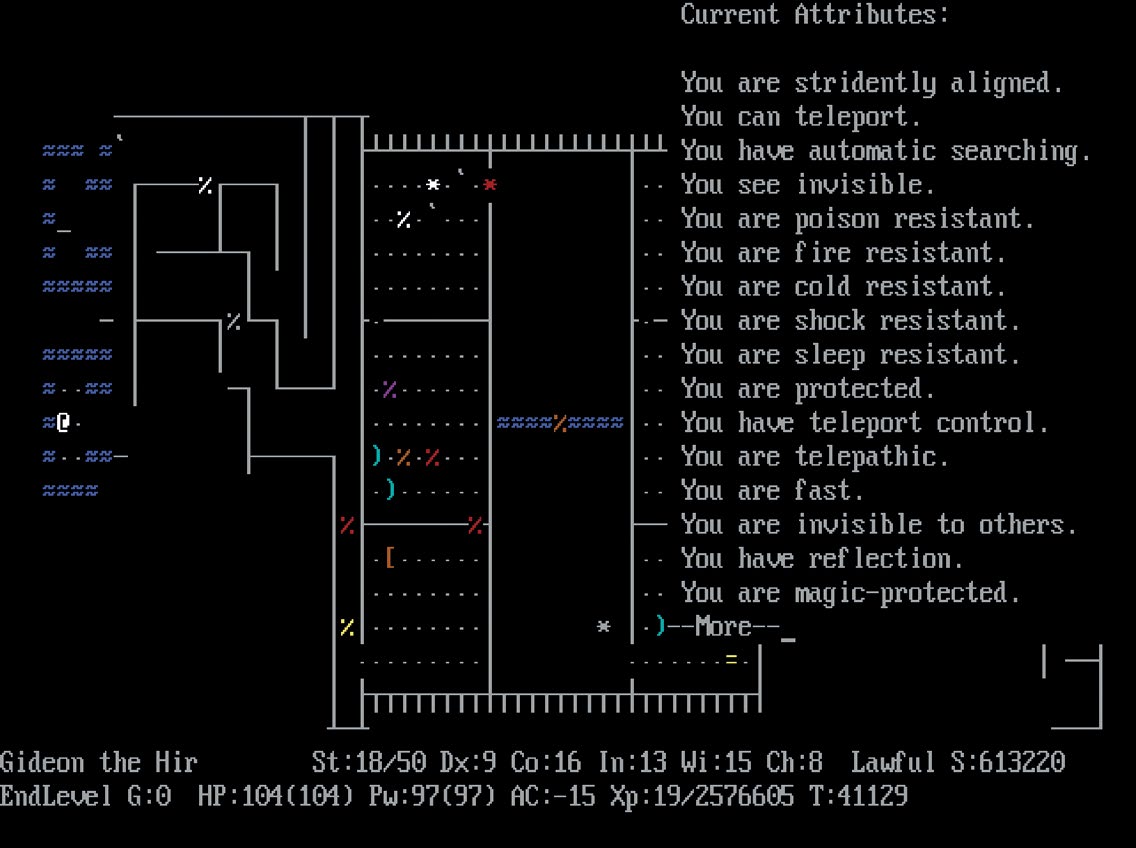 Current Attributes:
You are stridently aligned.
You can teleport.
You have automatic searching.
You see invisible.
You are poison resistant.
You are fire resistant.
You are cold resistant.
You are shock resistant.
You are sleep resistant.
You are protected.
You have teleport control.
You are telepathic.
You are fast.
You are invisible to others.
You have reflection.
You are magic-protected.
--More--
Gideon the Hir St:18/50 Dx:9 Co:16 In:13 Wi:15 Ch:8 Lawful S:613220
EndLevel G:0 HP:104(104) Pw:97(97) AC:-15 Xp:19/2576605 T:41129